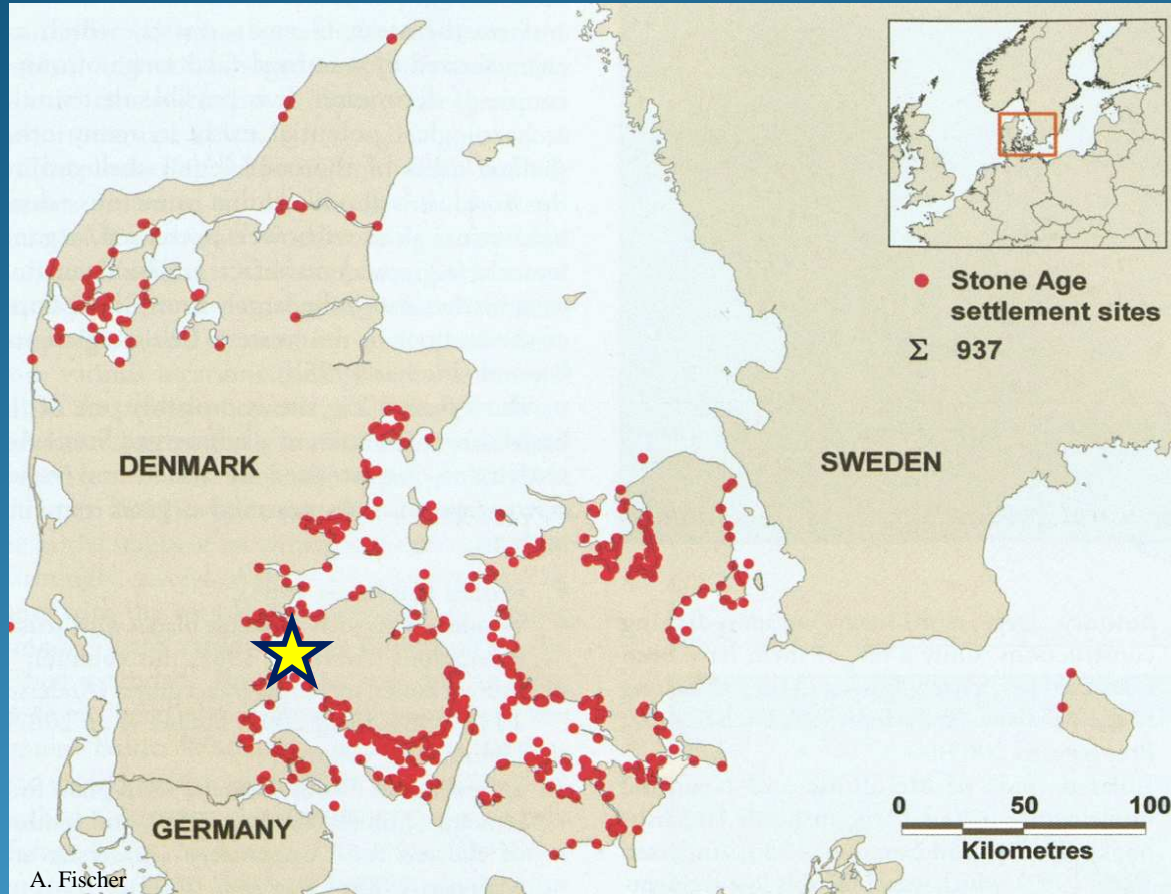 Stone Age
settlement sites
Σ 937
DENMARK
SWEDEN
GERMANY
0 50 100
Kilometres
A. Fischer